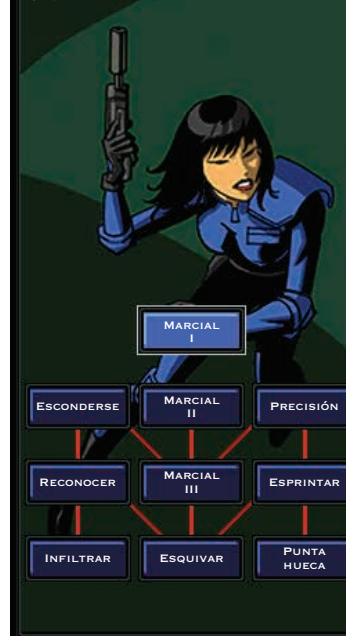 MARCIAL
I
ESCONDERSE
MARCIAL
II
PRECISIÓN
RECONOCER
MARCIAL
III
ESPRINTAR
INFILTRAR
ESQUIVAR
PUNTA
HUECA